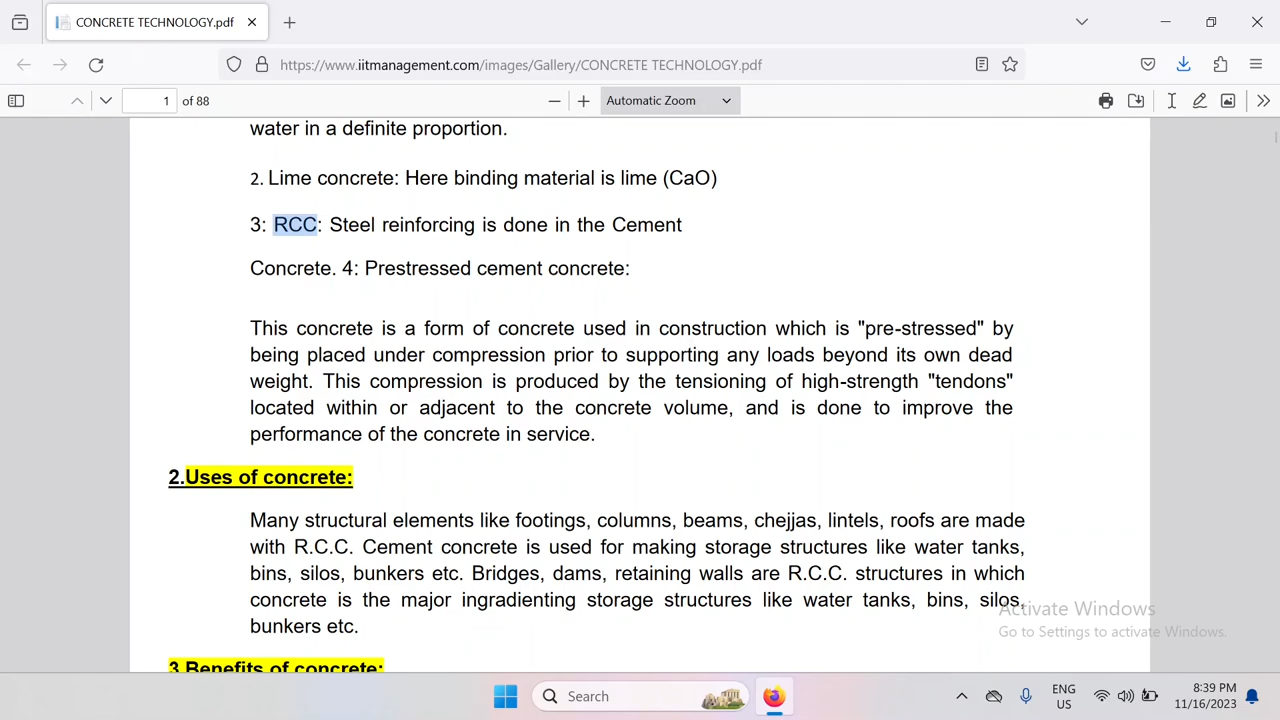 CONCRETE TECHNOLOGY.pdf
https://www.iitmanagement.com/images/Gallery/CONCRETE TECHNOLOGY.pdf
1 of 88
Automatic Zoom
water in a definite proportion.
2. Lime concrete: Here binding material is lime (CaO)
3: RCC: Steel reinforcing is done in the Cement
Concrete. 4: Prestressed cement concrete:
This concrete is a form of concrete used in construction which is "pre-stressed" by
being placed under compression prior to supporting any loads beyond its own dead
weight. This compression is produced by the tensioning of high-strength "tendons"
located within or adjacent to the concrete volume, and is done to improve the
performance of the concrete in service.
2.Uses of concrete:
Many structural elements like footings, columns, beams, chejjas, lintels, roofs are made
with R.C.C. Cement concrete is used for making storage structures like water tanks,
bins, silos, bunkers etc. Bridges, dams, retaining walls are R.C.C. structures in which
concrete is the major ingradienting storage structures like water tanks, bins, silos,
bunkers etc.
Activate Windows
Go to Settings to activate Windows.
3.Benefits of concrete:
Search
ENG
US
8:39 PM
11/16/2023